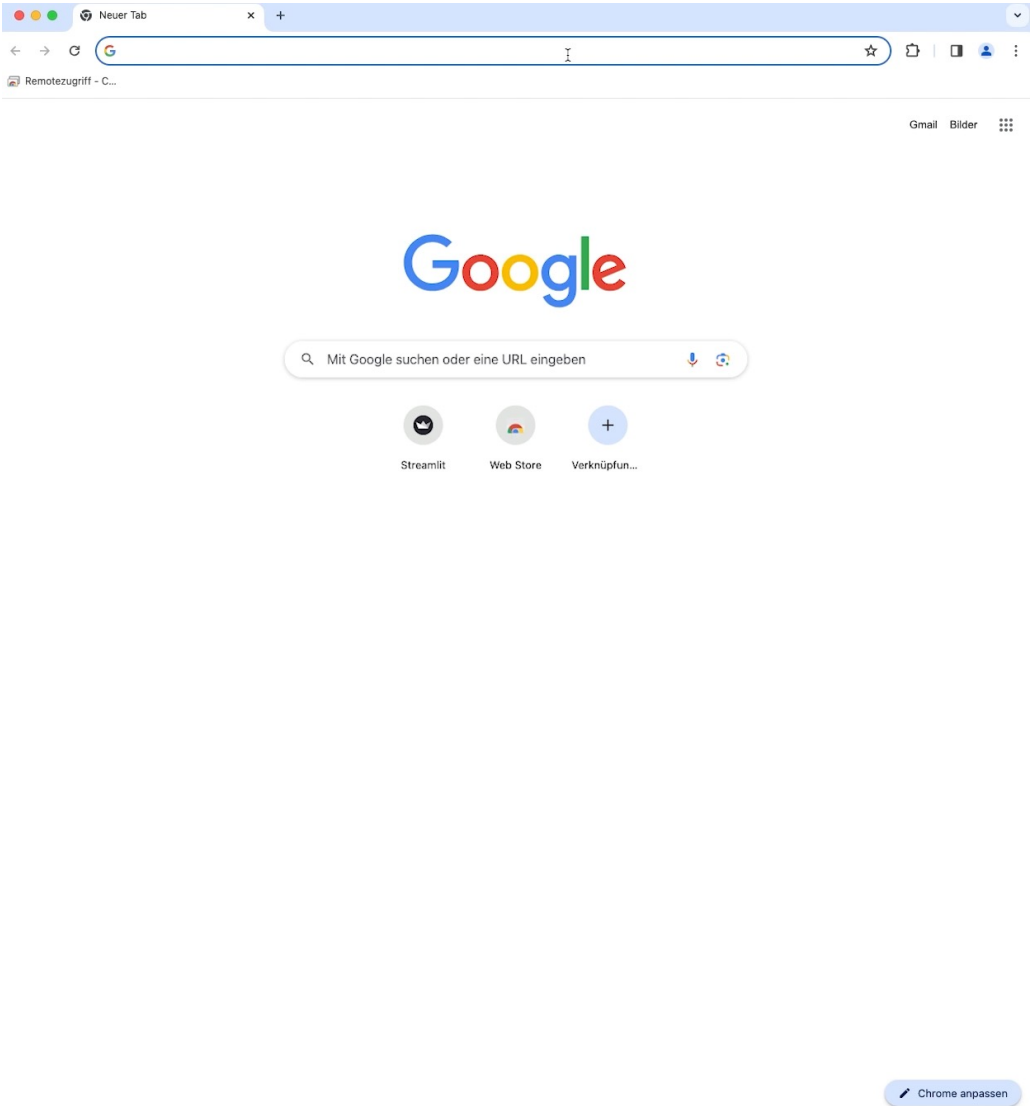 Neuer Tab
Remotezugriff - C...
Gmail Bilder
Google
Mit Google suchen oder eine URL eingeben
Streamlit Web Store Verknüpfun...
Chrome anpassen